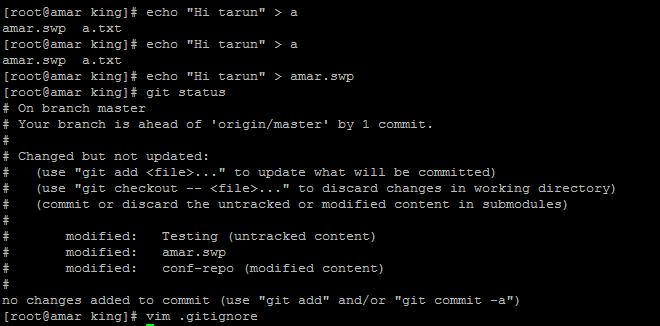 [root@amar king]# echo "Hi tarun" > a
amar.swp  a.txt
[root@amar king]# echo "Hi tarun" > a
amar.swp  a.txt
[root@amar king]# echo "Hi tarun" > amar.swp
[root@amar king]# git status
# On branch master
# Your branch is ahead of 'origin/master' by 1 commit.
#
# Changed but not updated:
#   (use "git add <file>..." to update what will be committed)
#   (use "git checkout -- <file>..." to discard changes in working directory)
#   (commit or discard the untracked or modified content in submodules)
#
#       modified:   Testing (untracked content)
#       modified:   amar.swp
#       modified:   conf-repo (modified content)
#
no changes added to commit (use "git add" and/or "git commit -a")
[root@amar king]# vim .gitignore